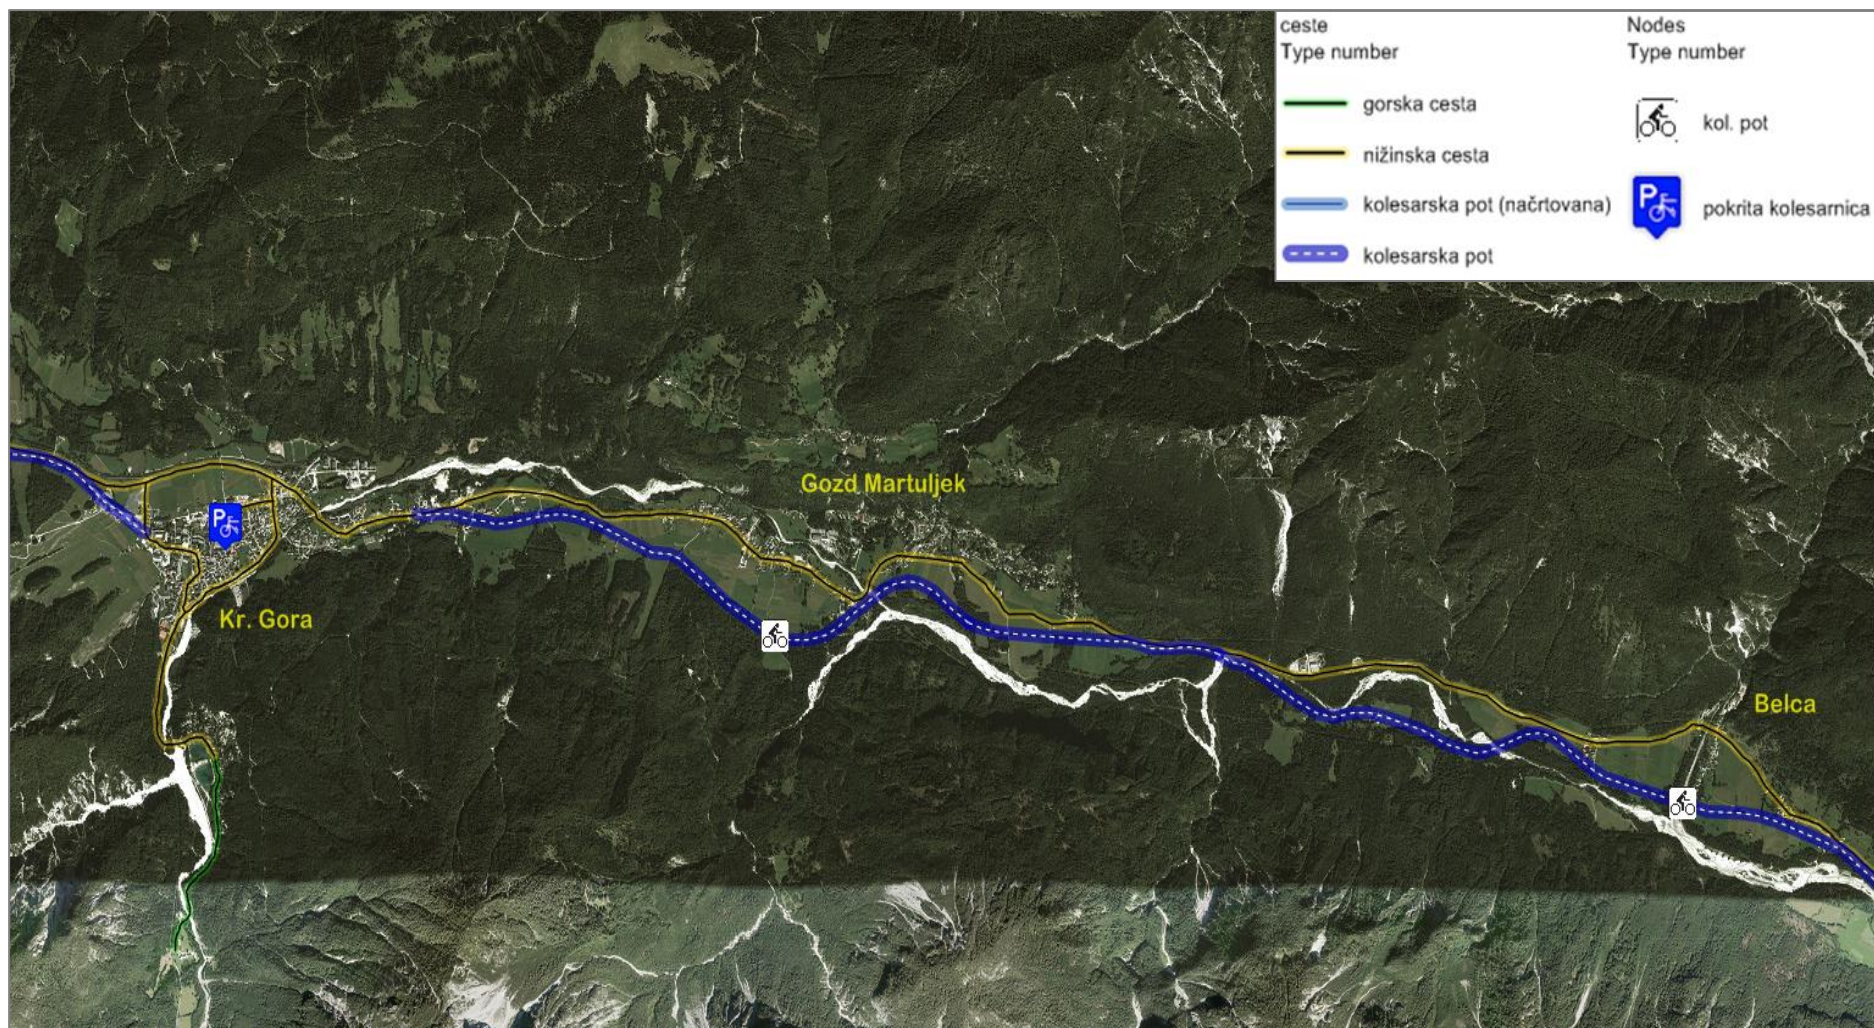 ceste
Type number
gorska cesta
nižinska cesta
kolesarska pot (načrtovana)
kolesarska pot
Nodes
Type number
kol. pot
P
pokrita kolesarnica
Gozd Martuljek
P
Kr. Gora
Belca